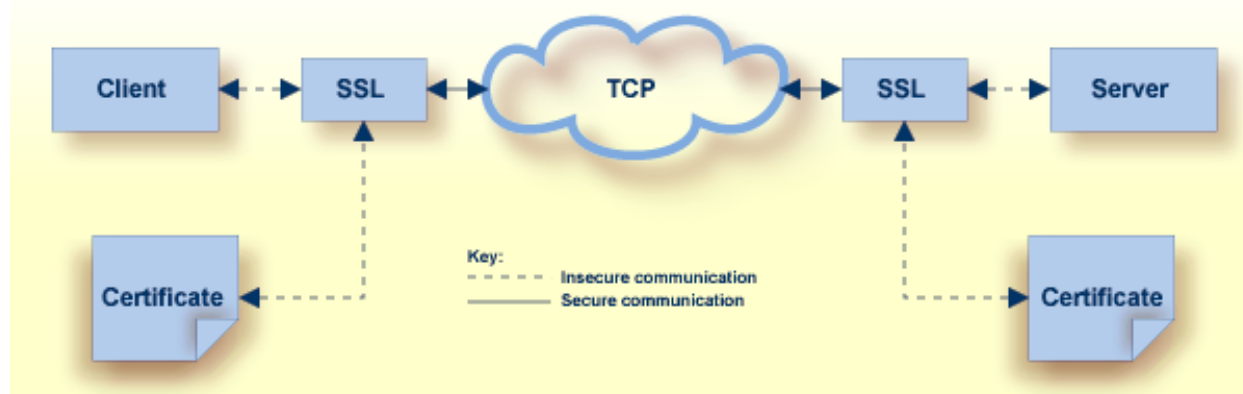 Client
SSL
TCP
SSL
Server
Certificate
Key:
Insecure communication
Secure communication
Certificate